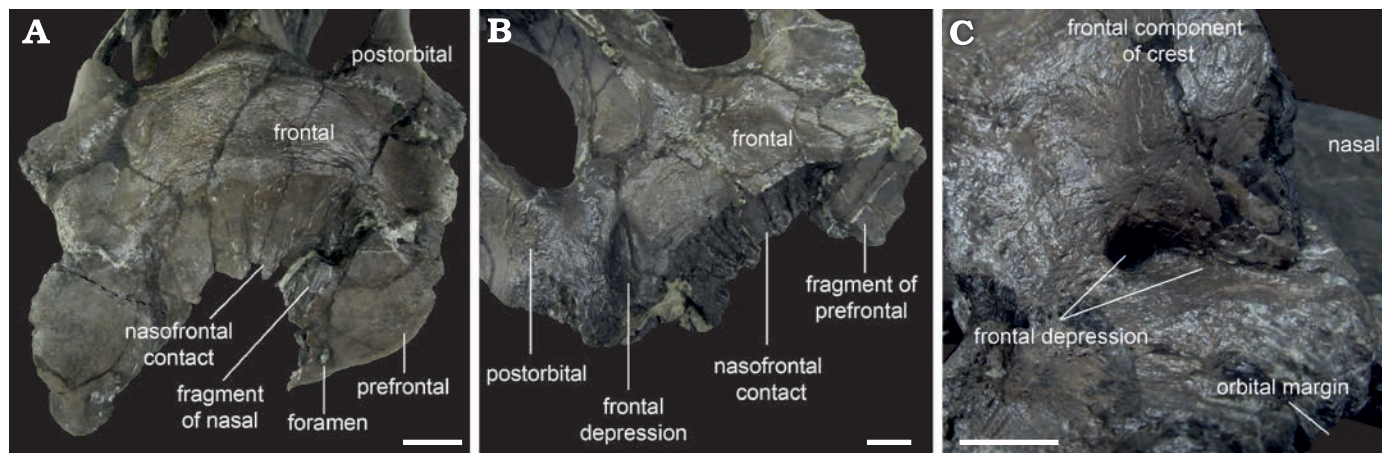 A
postorbital
frontal
nasofrontal
contact
fragment
of nasal
foramen
prefrontal
B
frontal
fragment of
prefrontal
postorbital
frontal
depression
nasofrontal
contact
C
frontal component
of crest
nasal
frontal depression
orbital margin